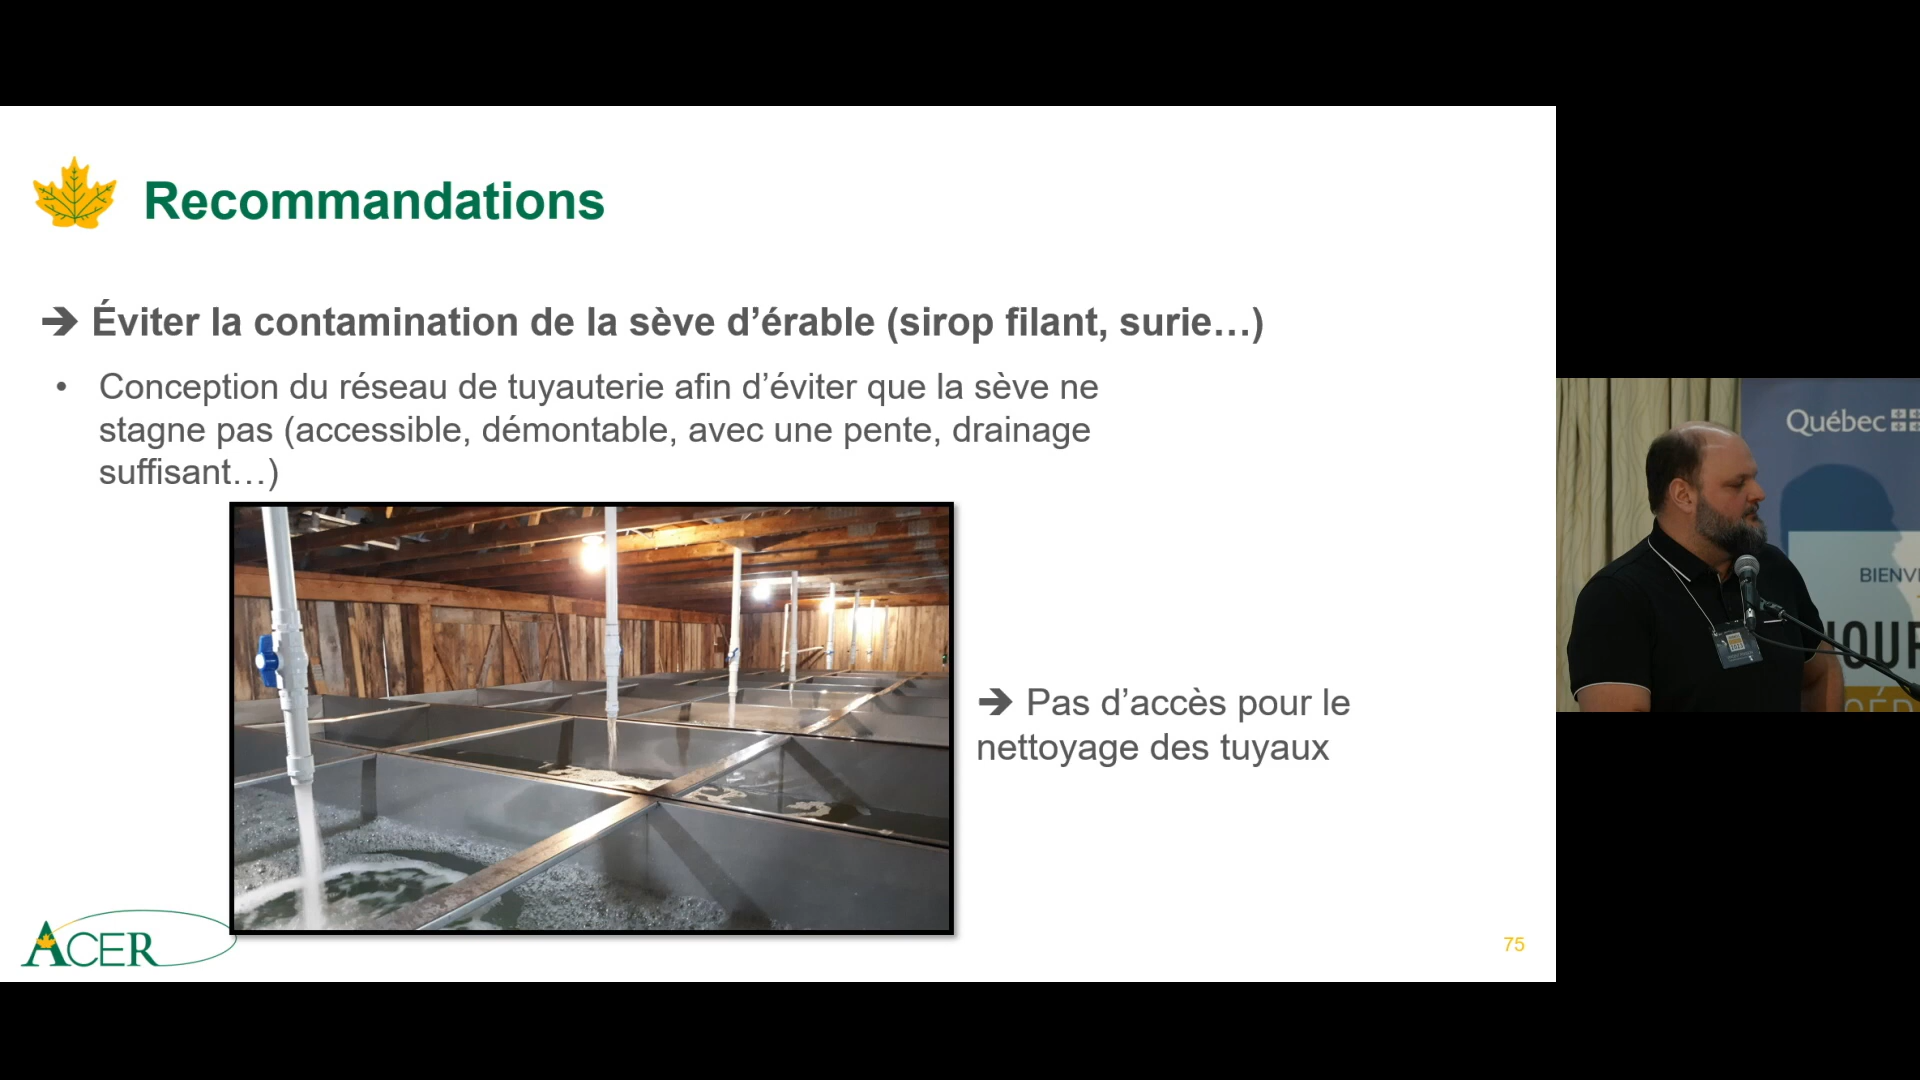 Recommandations
➔ Éviter la contamination de la sève d’érable (sirop filant, surie…)
• Conception du réseau de tuyauterie afin d’éviter que la sève ne
stagne pas (accessible, démontable, avec une pente, drainage
suffisant…)
➔ Pas d’accès pour le
nettoyage des tuyaux
ACER
75
Québec
BIENV
OUR